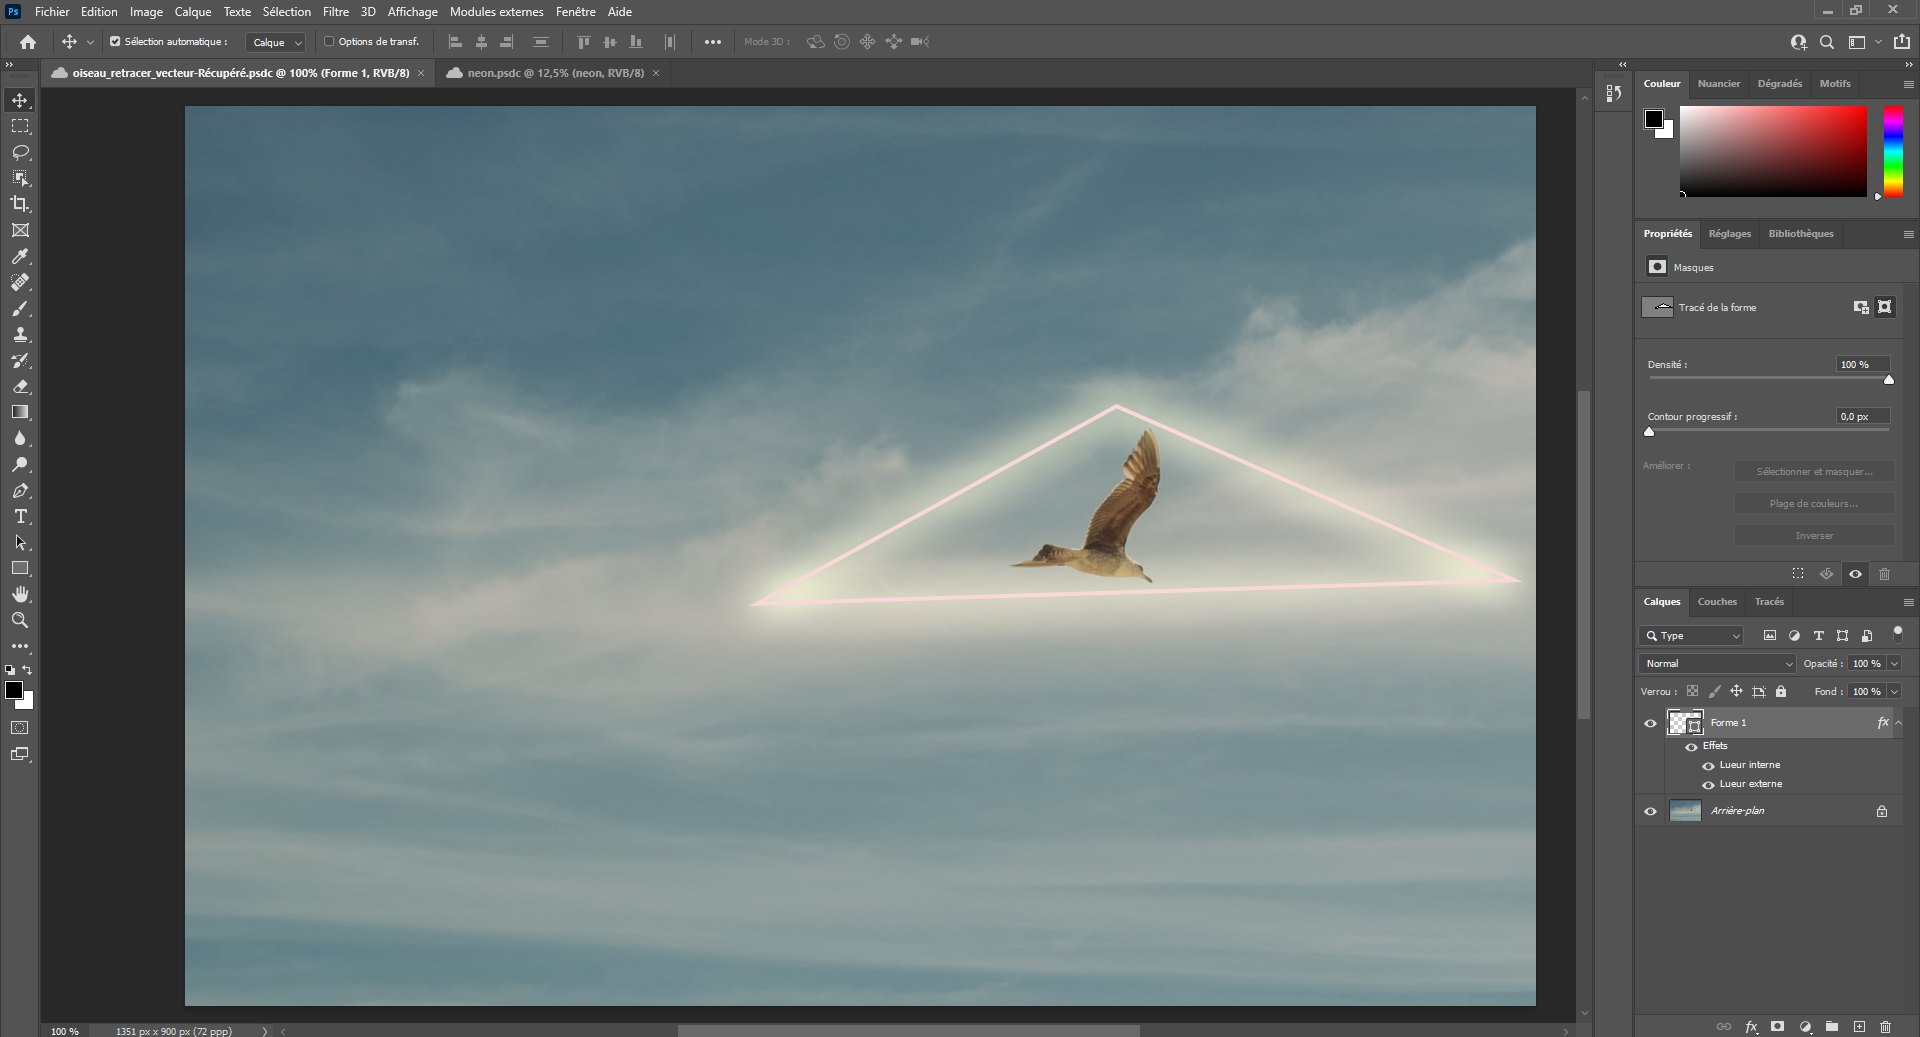 Ps Fichier Edition Image Calque Texte Sélection Filtre 3D Affichage Modules externes Fenêtre Aide
Sélection automatique : Calque Options de transf. Mode 3D :
oiseau_retracer_vecteur-Récupéré.psdc @ 100% (Forme 1, RVB/8) × neon.psdc @ 12,5% (neon, RVB/8) ×
Couleur Nuancier Dégradés Motifs
Propriétés Réglages Bibliothèques
Masques
Tracé de la forme
Densité : 100 %
Contour progressif : 0,0 px
Améliorer : Sélectionner et masquer...
Plage de couleurs...
Inverser
Calques Couches Tracés
Type
Normal Opacité : 100 %
Verrou : Fond : 100 %
Forme 1 fx
Effets
Lueur interne
Lueur externe
Arrière-plan
fx
100 % 1351 px x 900 px (72 ppp)